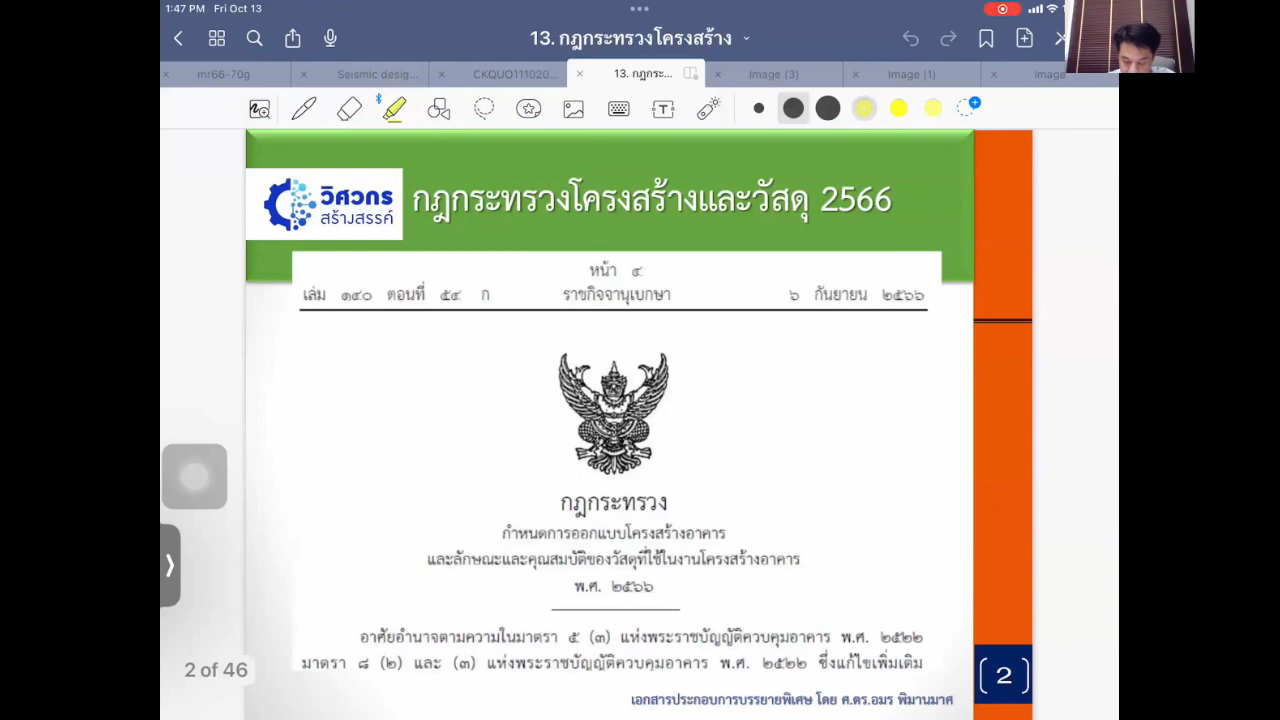 1:47 PM Fri Oct 13
13. กฎกระทรวงโครงสร้าง
mr66-70g
Seismic desig...
CKQUO111020...
13. กฎกระ...
Image (3)
Image (1)
Image
วิศวกร
สร้างสรรค์
กฎกระทรวงโครงสร้างและวัสดุ 2566
หน้า ๔
เล่ม ๑๔๐ ตอนที่ ๕๔ ก ราชกิจจานุเบกษา ๖ กันยายน ๒๕๖๖
กฎกระทรวง
กำหนดการออกแบบโครงสร้างอาคาร
และลักษณะและคุณสมบัติของวัสดุที่ใช้ในงานโครงสร้างอาคาร
พ.ศ. ๒๕๖๖
อาศัยอำนาจตามความในมาตรา ๕ (๓) แห่งพระราชบัญญัติควบคุมอาคาร พ.ศ. ๒๕๒๒
มาตรา ๘ (๒) และ (๓) แห่งพระราชบัญญัติควบคุมอาคาร พ.ศ. ๒๕๒๒ ซึ่งแก้ไขเพิ่มเติม
2 of 46
2
เอกสารประกอบการบรรยายพิเศษ โดย ศ.ดร.อมร พิมานมาศ